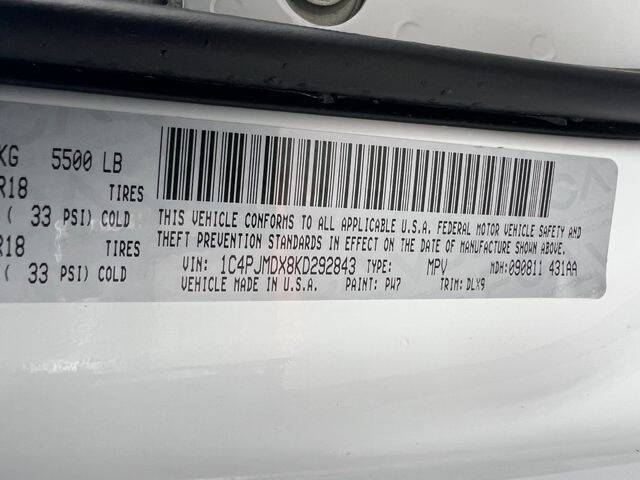 KG 5500 LB
R18 TIRES
( 33 PSI) COLD
R18 TIRES
( 33 PSI) COLD
THIS VEHICLE CONFORMS TO ALL APPLICABLE U.S.A. FEDERAL MOTOR VEHICLE SAFETY AND
THEFT PREVENTION STANDARDS IN EFFECT ON THE DATE OF MANUFACTURE SHOWN ABOVE.
VIN: 1C4PJMDX8KD292843 TYPE: MPV MDH:090811 431AA
VEHICLE MADE IN U.S.A. PAINT: PW7 TRIM: DLX9